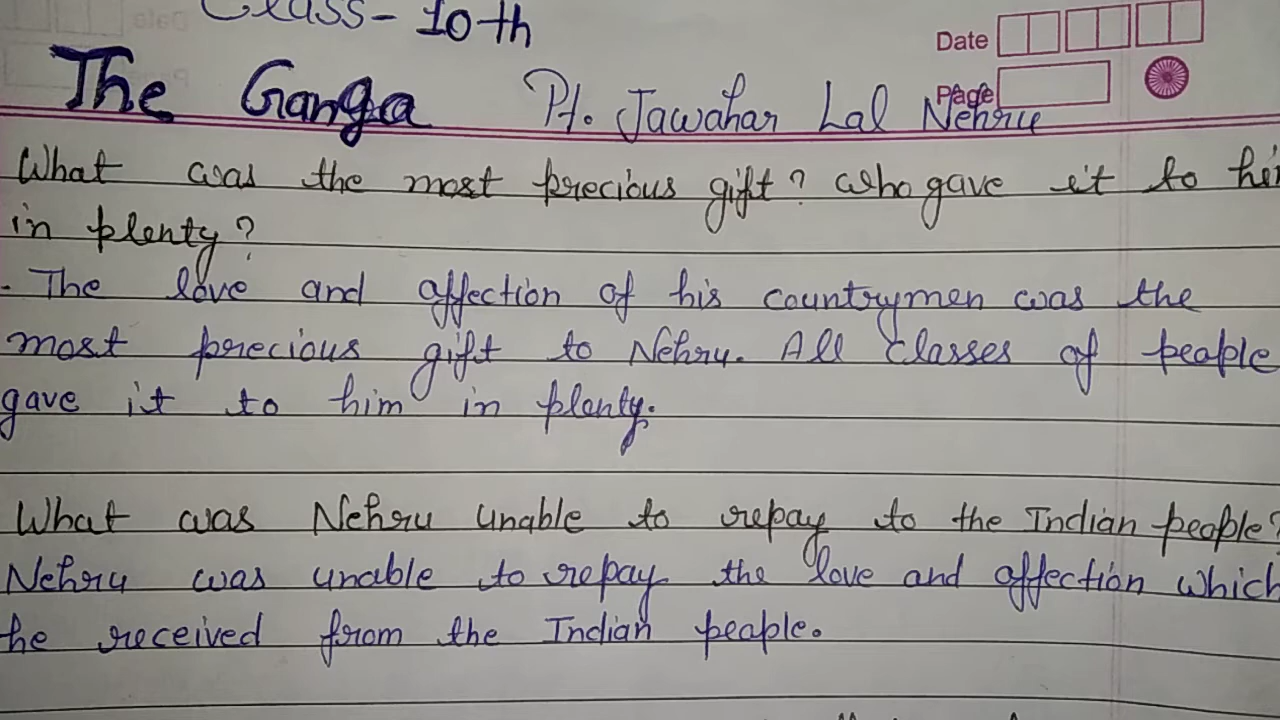 Class - 10th
Date
The Ganga Pt. Jawahar Lal Nehru
Page
What was the most precious gift? who gave it to hi
in plenty?
. The love and affection of his countrymen was the
most precious gift to Nehru. All classes of people
gave it to him in plenty.
What was Nehru unable to repay to the Indian people?
Nehru was unable to repay the love and affection which
he received from the Indian people.